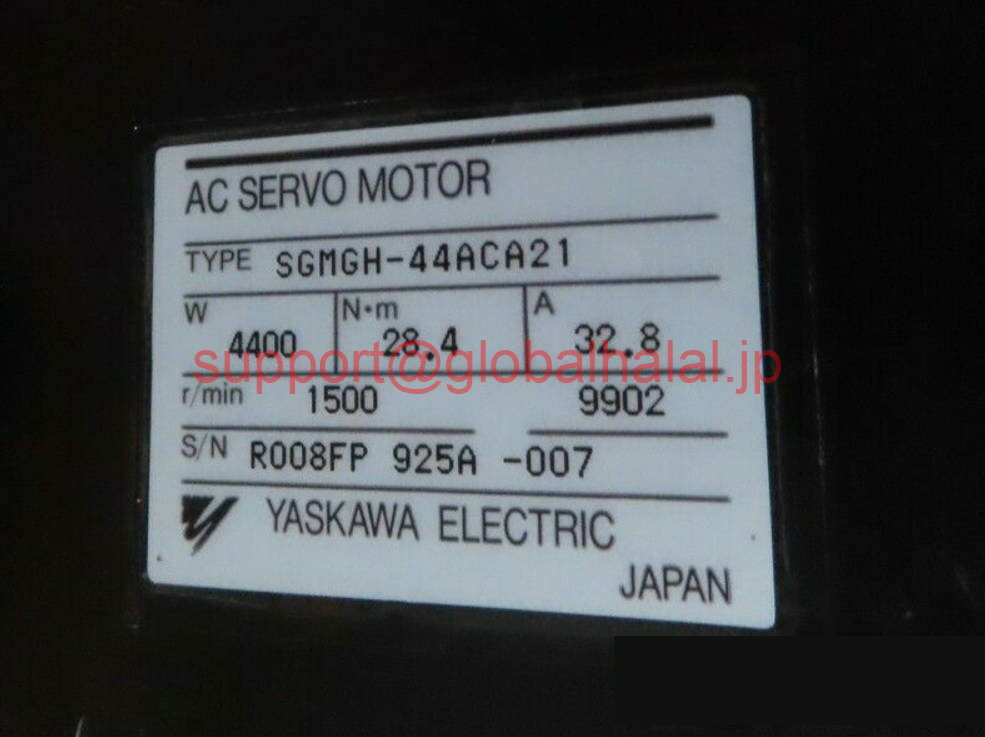 AC SERVO MOTOR
TYPE SGMGH-44ACA21
W N·m A
4400 28.4 32.8
support@globalhalal.jp
r/min 1500 9902
S/N R008FP 925A -007
YASKAWA ELECTRIC
JAPAN